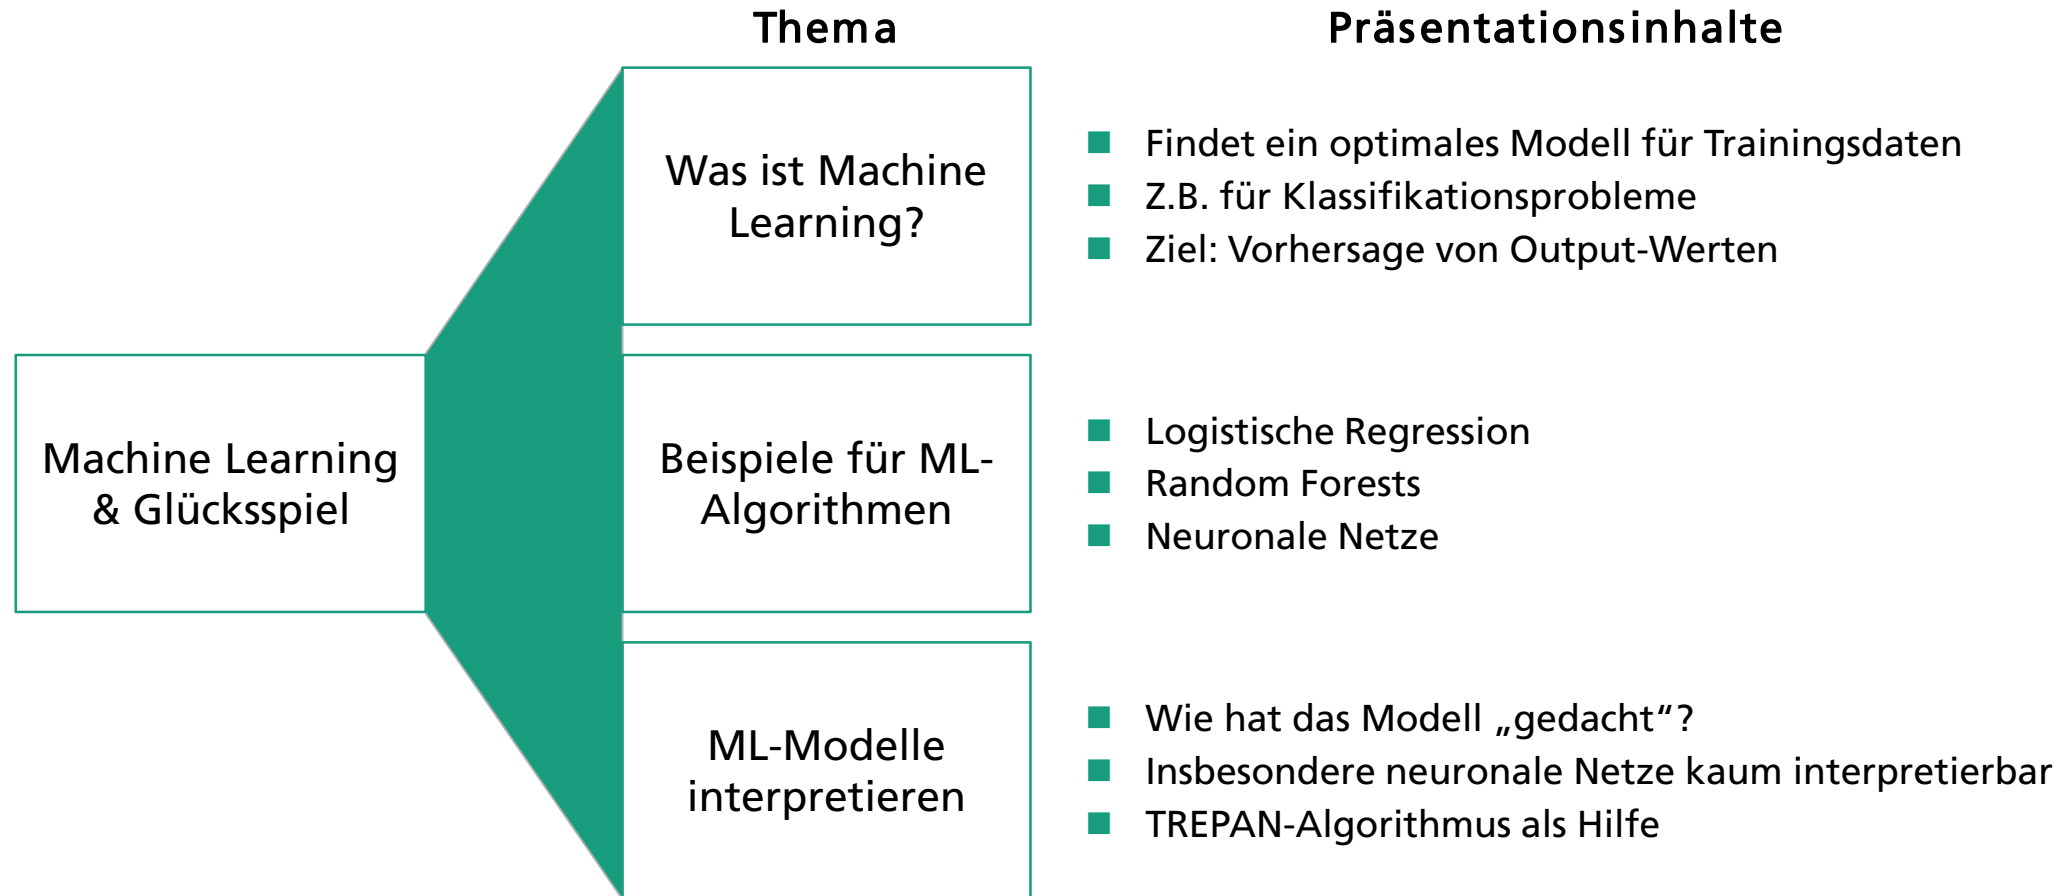 Thema
Präsentationsinhalte
Machine Learning
& Glücksspiel
Was ist Machine
Learning?
Findet ein optimales Modell für Trainingsdaten
Z.B. für Klassifikationsprobleme
Ziel: Vorhersage von Output-Werten
Beispiele für ML-
Algorithmen
Logistische Regression
Random Forests
Neuronale Netze
ML-Modelle
interpretieren
Wie hat das Modell „gedacht“?
Insbesondere neuronale Netze kaum interpretierbar
TREPAN-Algorithmus als Hilfe